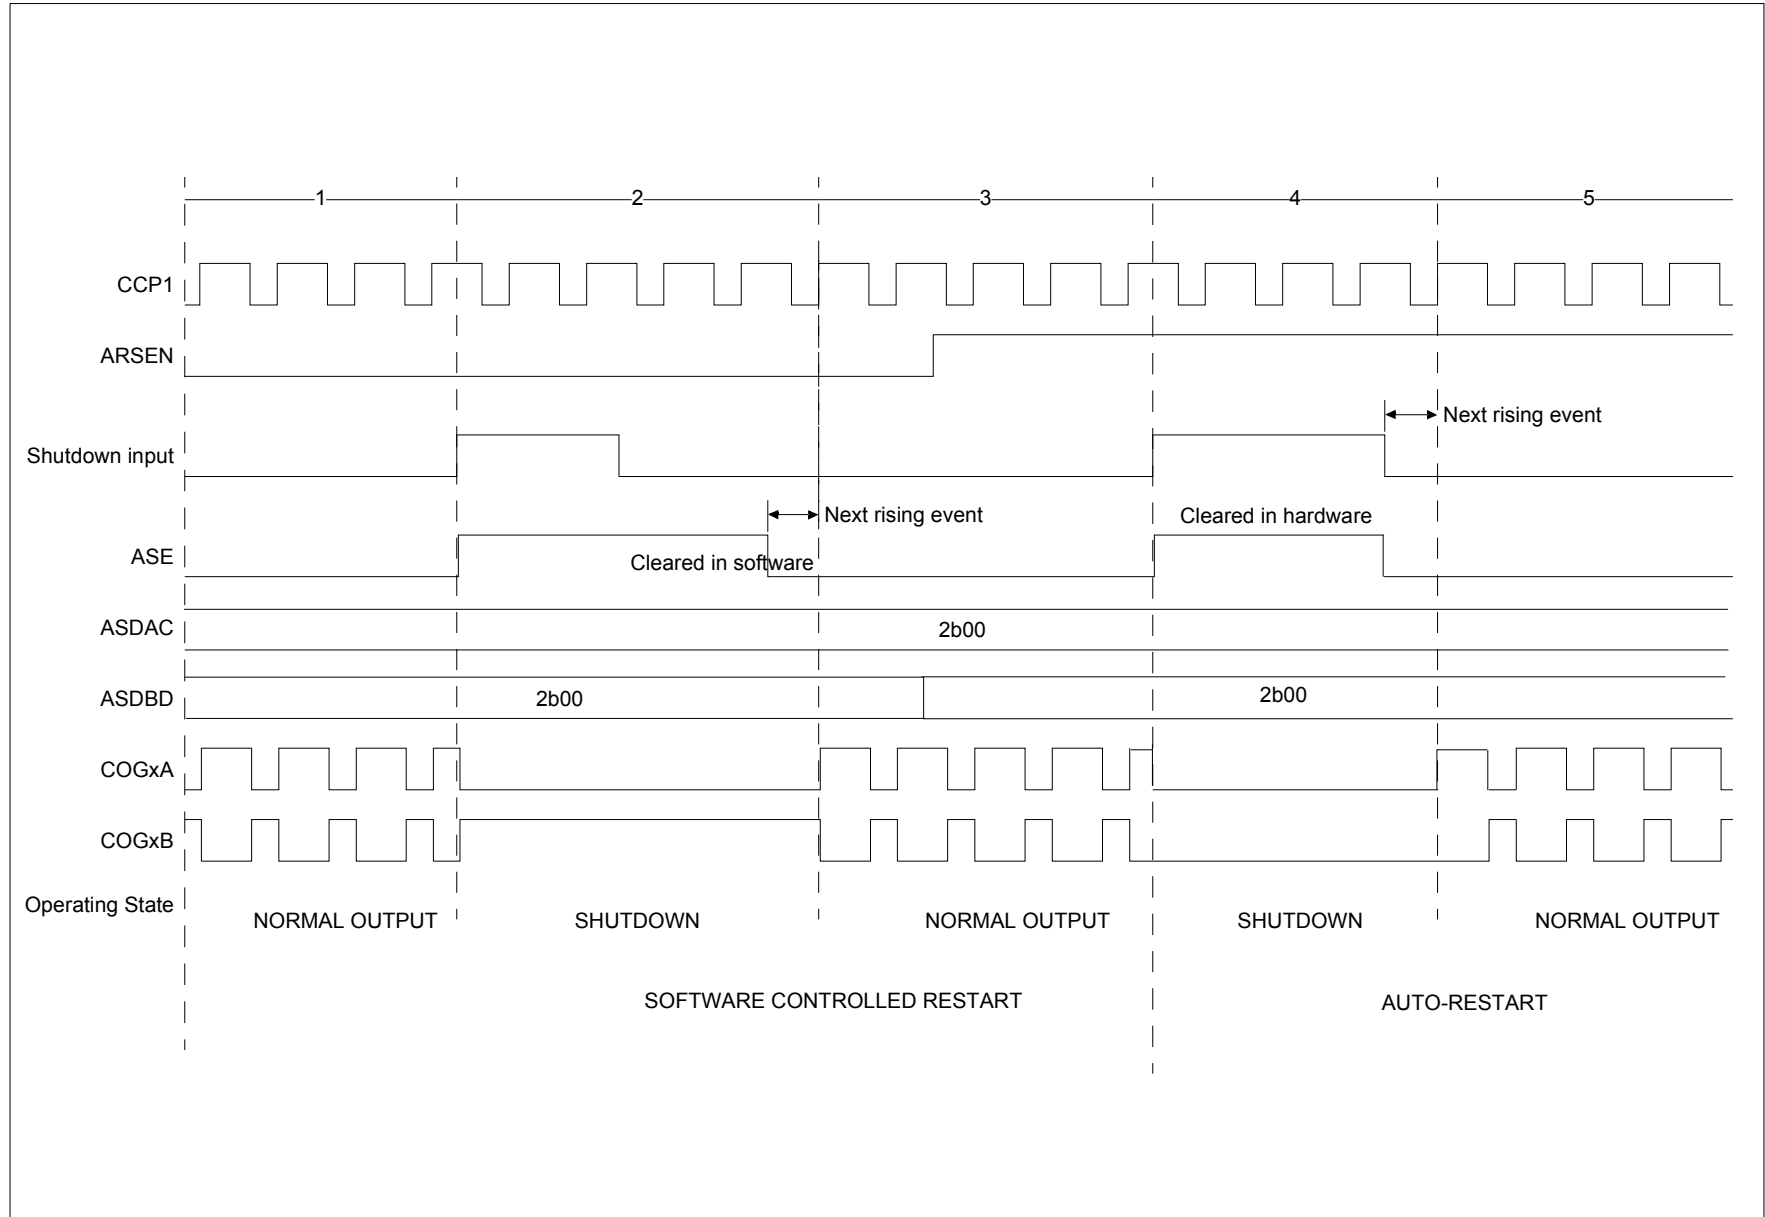 1 2 3 4 5
CCP1
ARSEN
Next rising event
Shutdown input
Next rising event Cleared in hardware
ASE Cleared in software
ASDAC 2b00
ASDBD 2b00 2b00
COGxA
COGxB
Operating State
NORMAL OUTPUT SHUTDOWN NORMAL OUTPUT SHUTDOWN NORMAL OUTPUT
SOFTWARE CONTROLLED RESTART AUTO-RESTART